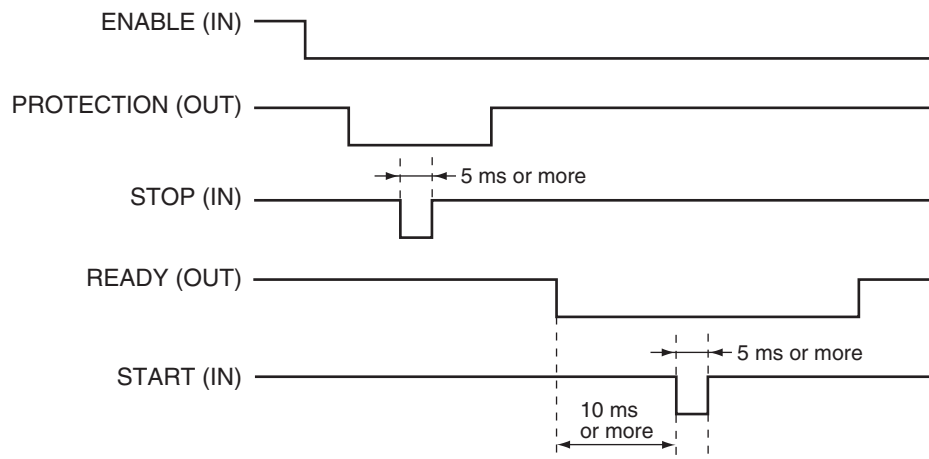 ENABLE (IN)
PROTECTION (OUT)
5 ms or more
STOP (IN)
READY (OUT)
5 ms or more
START (IN)
10 ms
or more